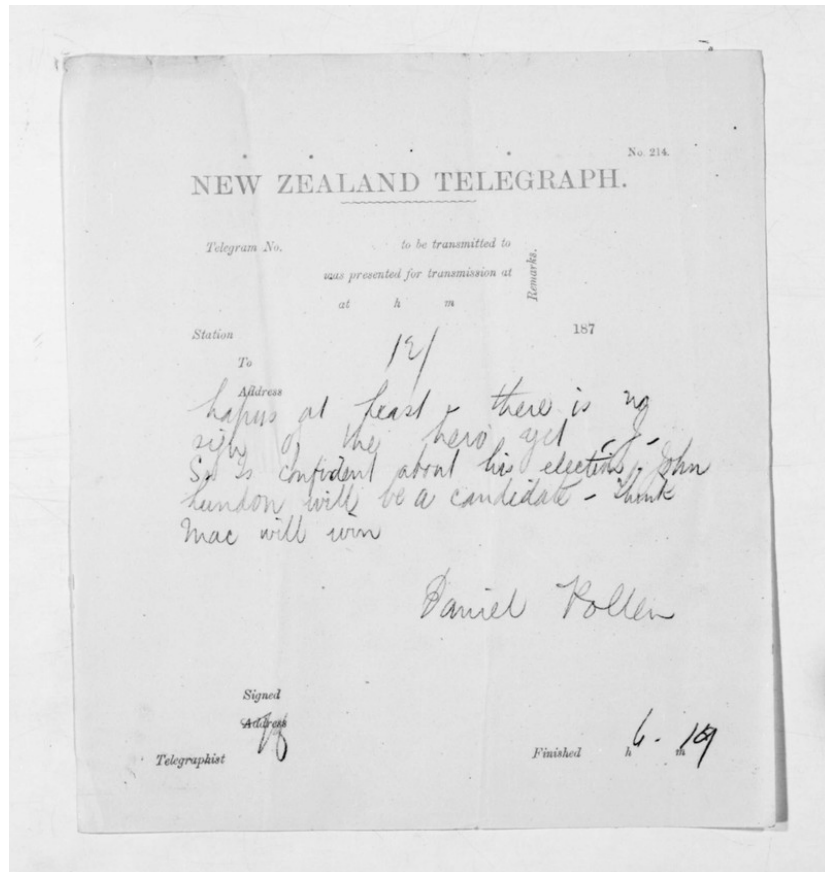 No. 214.
NEW ZEALAND TELEGRAPH.
Telegram No. to be transmitted to
was presented for transmission at
at h m
Remarks.
Station 187
To
Address
hapus at least & there is no
sign of the hero yet
is confident about his election - John
Lundon will be a candidate - think
Mac will win
Daniel Pollen
Signed
Address
Telegraphist
Finished h 6 . m